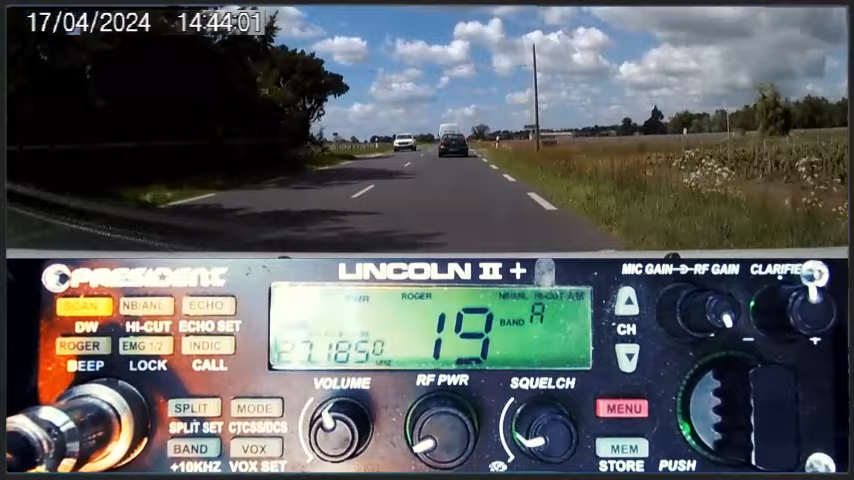 17/04/2024 14:44:01
PRESIDENT LINCOLN II + MIC GAIN RF GAIN CLARIFIER
SCAN NB/ANL ECHO
DW HI-CUT ECHO SET
ROGER EMG 1/2 INDIC
BEEP LOCK CALL
PWR ROGER NB/ANL HI-CUT AM
19 BAND A
27.1850 MHZ
CH
VOLUME RF PWR SQUELCH
SPLIT MODE
SPLIT SET CTCSS/DCS
BAND VOX
+10KHZ VOX SET
MENU
MEM
STORE PUSH
- +